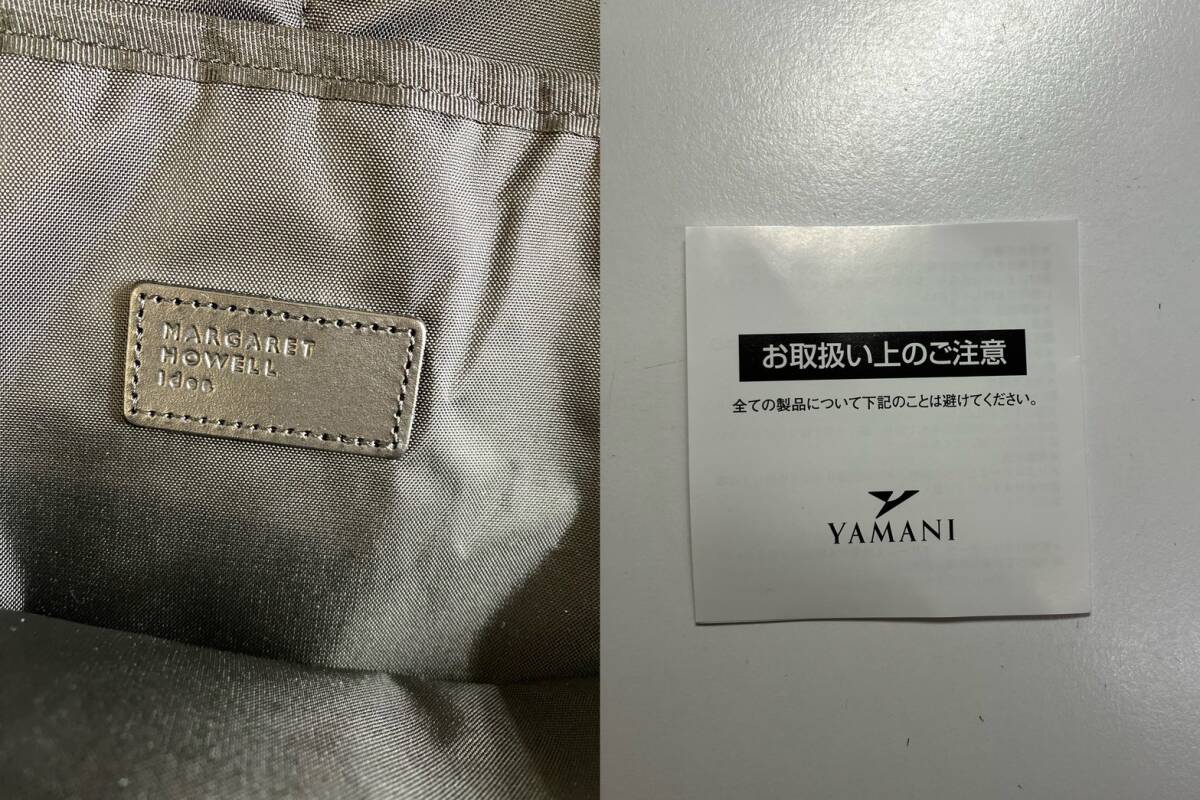 MARGARET
HOWELL
idea
お取扱い上のご注意
全ての製品について下記のことは避けてください。
YAMANI